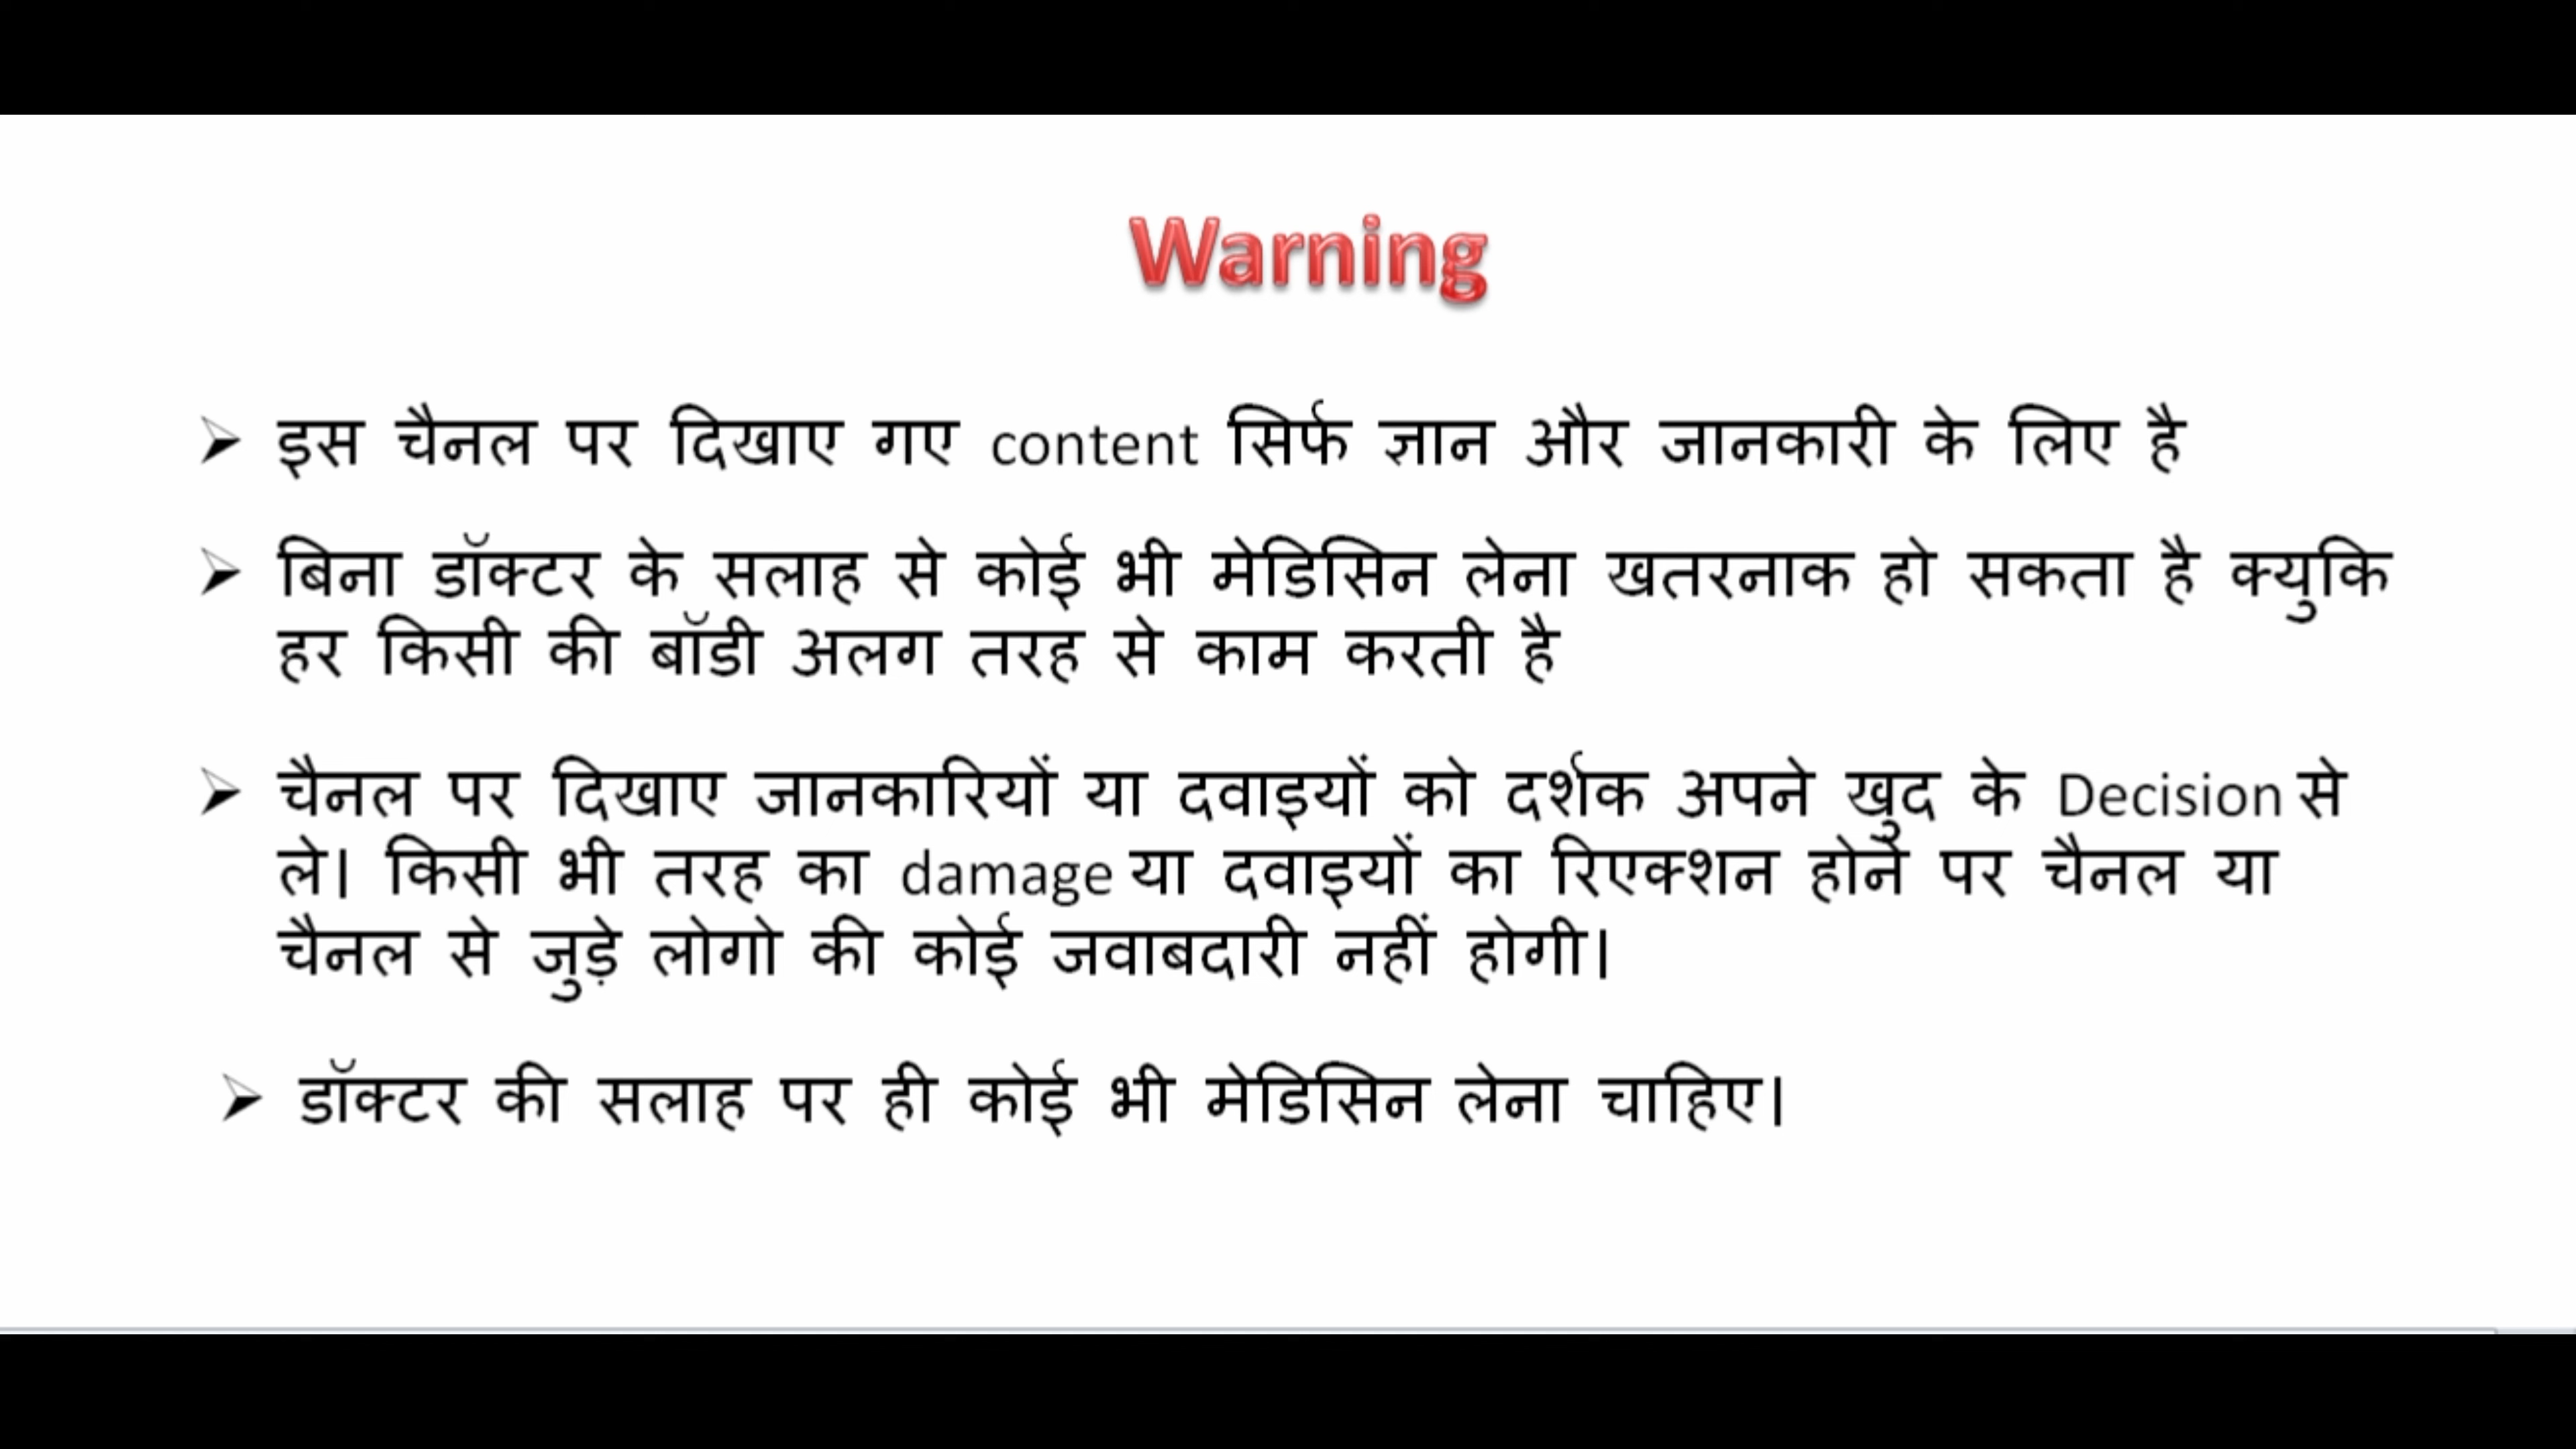 Warning
➢ इस चैनल पर दिखाए गए content सिर्फ ज्ञान और जानकारी के लिए है
➢ बिना डॉक्टर के सलाह से कोई भी मेडिसिन लेना खतरनाक हो सकता है क्युकि
हर किसी की बॉडी अलग तरह से काम करती है
➢ चैनल पर दिखाए जानकारियों या दवाइयों को दर्शक अपने खुद के Decision से
ले। किसी भी तरह का damage या दवाइयों का रिएक्शन होने पर चैनल या
चैनल से जुड़े लोगो की कोई जवाबदारी नहीं होगी।
➢ डॉक्टर की सलाह पर ही कोई भी मेडिसिन लेना चाहिए।